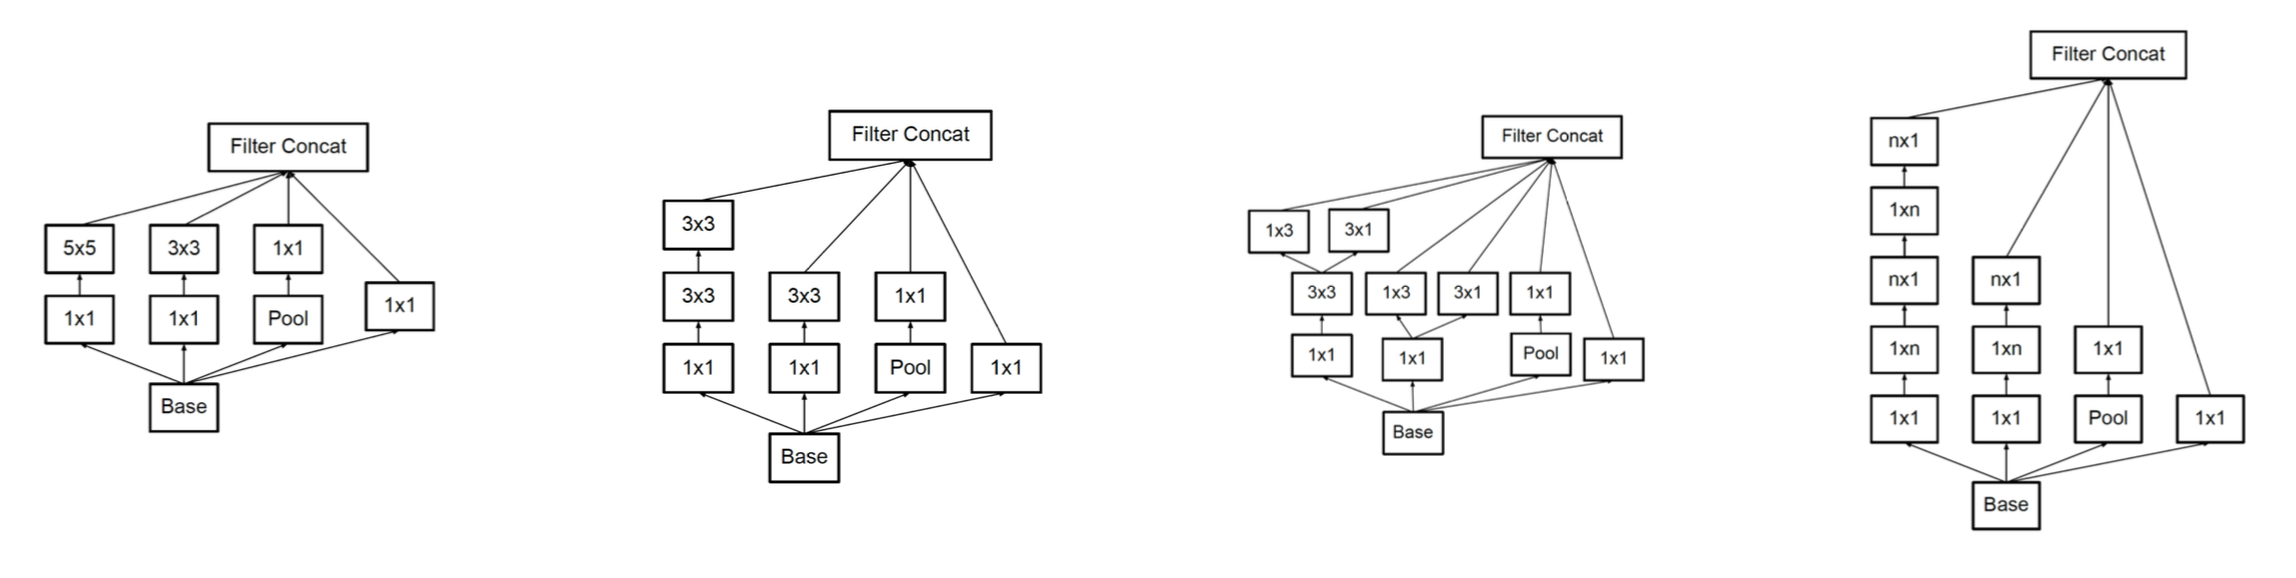 Filter Concat
5x5 3x3 1x1
1x1 1x1 Pool 1x1
Base
Filter Concat
3x3
3x3 3x3 1x1
1x1 1x1 Pool 1x1
Base
Filter Concat
1x3 3x1
3x3 1x3 3x1 1x1
1x1 1x1 Pool 1x1
Base
Filter Concat
nx1
1xn
nx1 nx1
1xn 1xn 1x1
1x1 1x1 Pool 1x1
Base